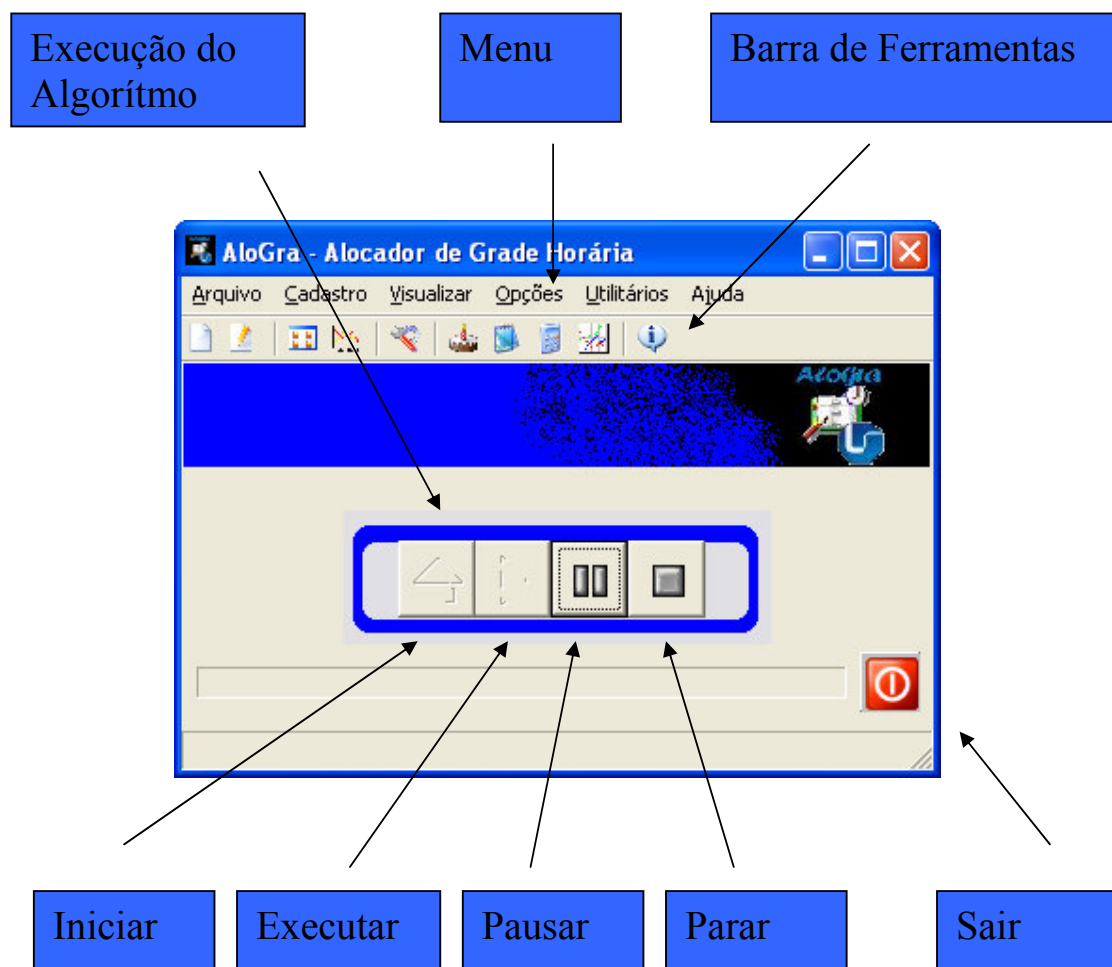 Execução do
Algorítmo
Menu
Barra de Ferramentas
AloGra - Alocador de Grade Horária
Arquivo Cadastro Visualizar Opções Utilitários Ajuda
AloGra
Iniciar
Executar
Pausar
Parar
Sair